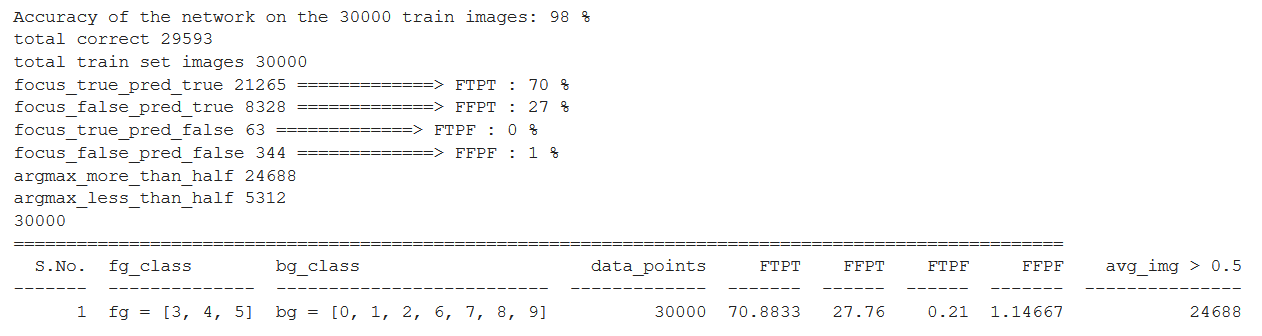 Accuracy of the network on the 30000 train images: 98 %
total correct 29593
total train set images 30000
focus_true_pred_true 21265 =============> FTPT : 70 %
focus_false_pred_true 8328 =============> FFPT : 27 %
focus_true_pred_false 63 =============> FTPF : 0 %
focus_false_pred_false 344 =============> FFPF : 1 %
argmax_more_than_half 24688
argmax_less_than_half 5312
30000
====================================================================================================
S.No. fg_class bg_class data_points FTPT FFPT FTPF FFPF avg_img > 0.5
------- -------------- -------------------------- ------------- ------- ------- ------- ------- ---------------
1 fg = [3, 4, 5] bg = [0, 1, 2, 6, 7, 8, 9] 30000 70.8833 27.76 0.21 1.14667 24688